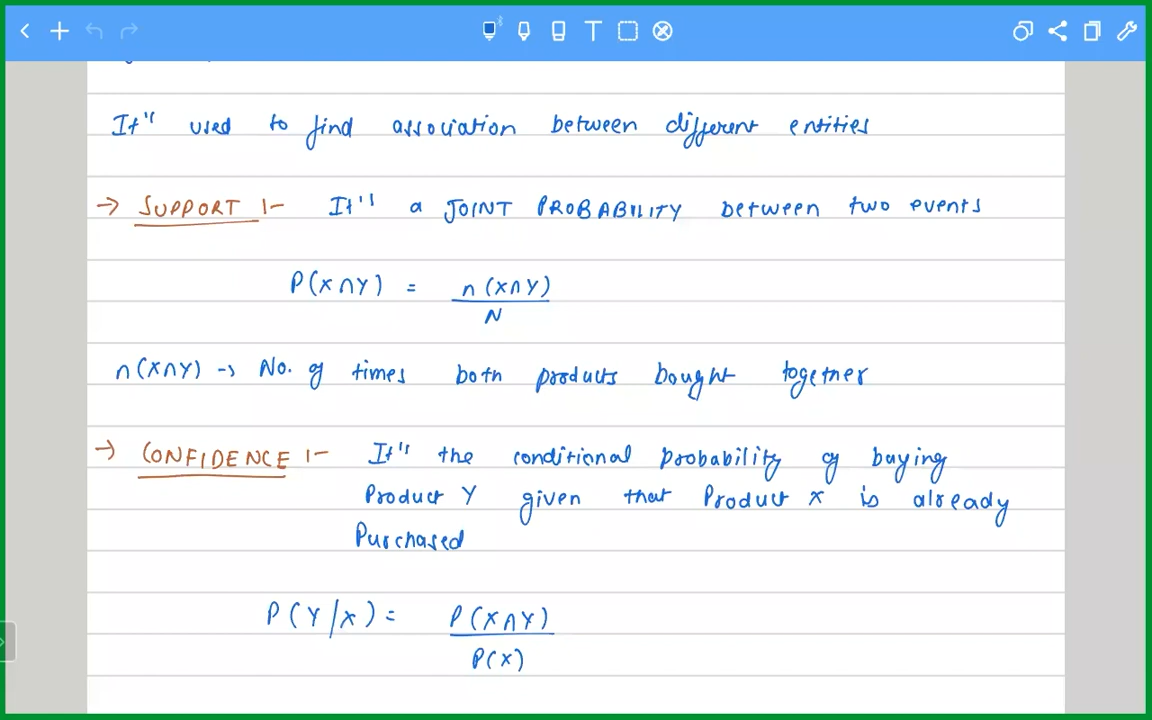 It's used to find association between different entities
→ SUPPORT :- It's a JOINT PROBABILITY between two events
P(X∩Y) = n(X∩Y)
N
n(X∩Y) → No. of times both products bought together
→ CONFIDENCE :- It's the conditional probability of buying
Product Y given that Product X is already
Purchased
P(Y/X) = P(X∩Y)
P(X)